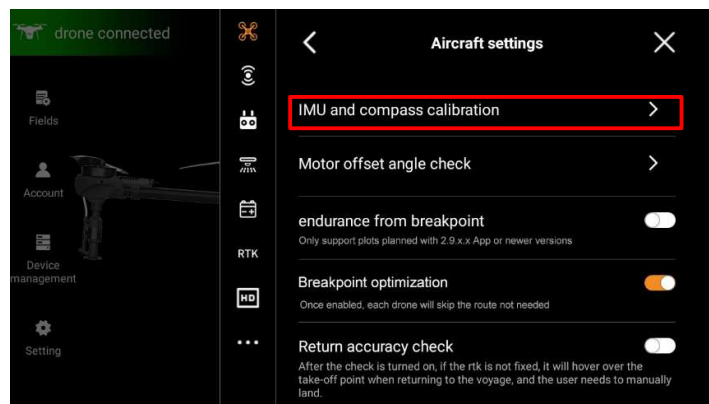 drone connected
Fields
Account
Device
management
Setting
RTK
HD
Aircraft settings
IMU and compass calibration
Motor offset angle check
endurance from breakpoint
Only support plots planned with 2.9.x.x App or newer versions
Breakpoint optimization
Once enabled, each drone will skip the route not needed
Return accuracy check
After the check is turned on, if the rtk is not fixed, it will hover over the
take-off point when returning to the voyage, and the user needs to manually
land.